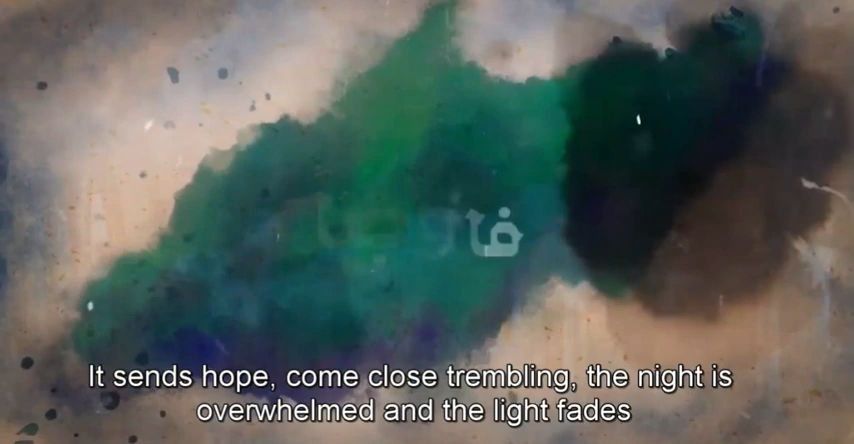 It sends hope, come close trembling, the night is
overwhelmed and the light fades